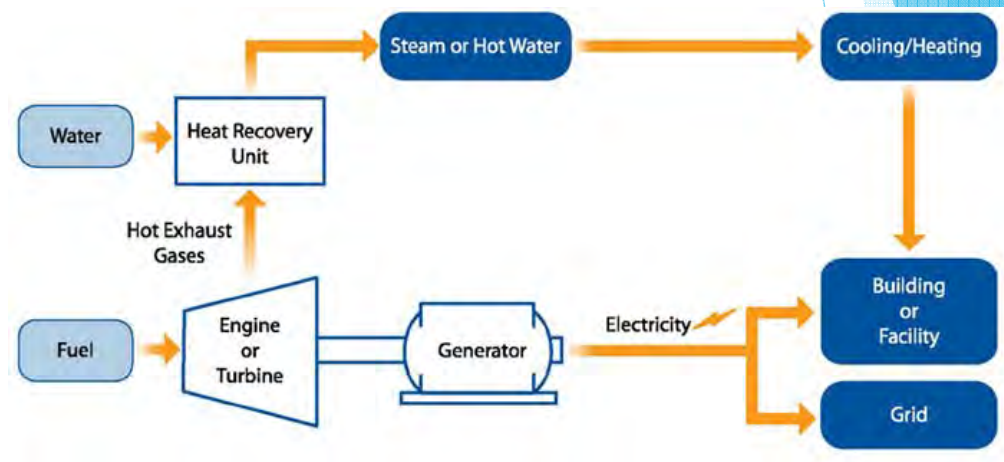 Steam or Hot Water
Cooling/Heating
Water
Heat Recovery
Unit
Hot Exhaust
Gases
Building
or
Facility
Fuel
Engine
or
Turbine
Generator
Electricity
Grid